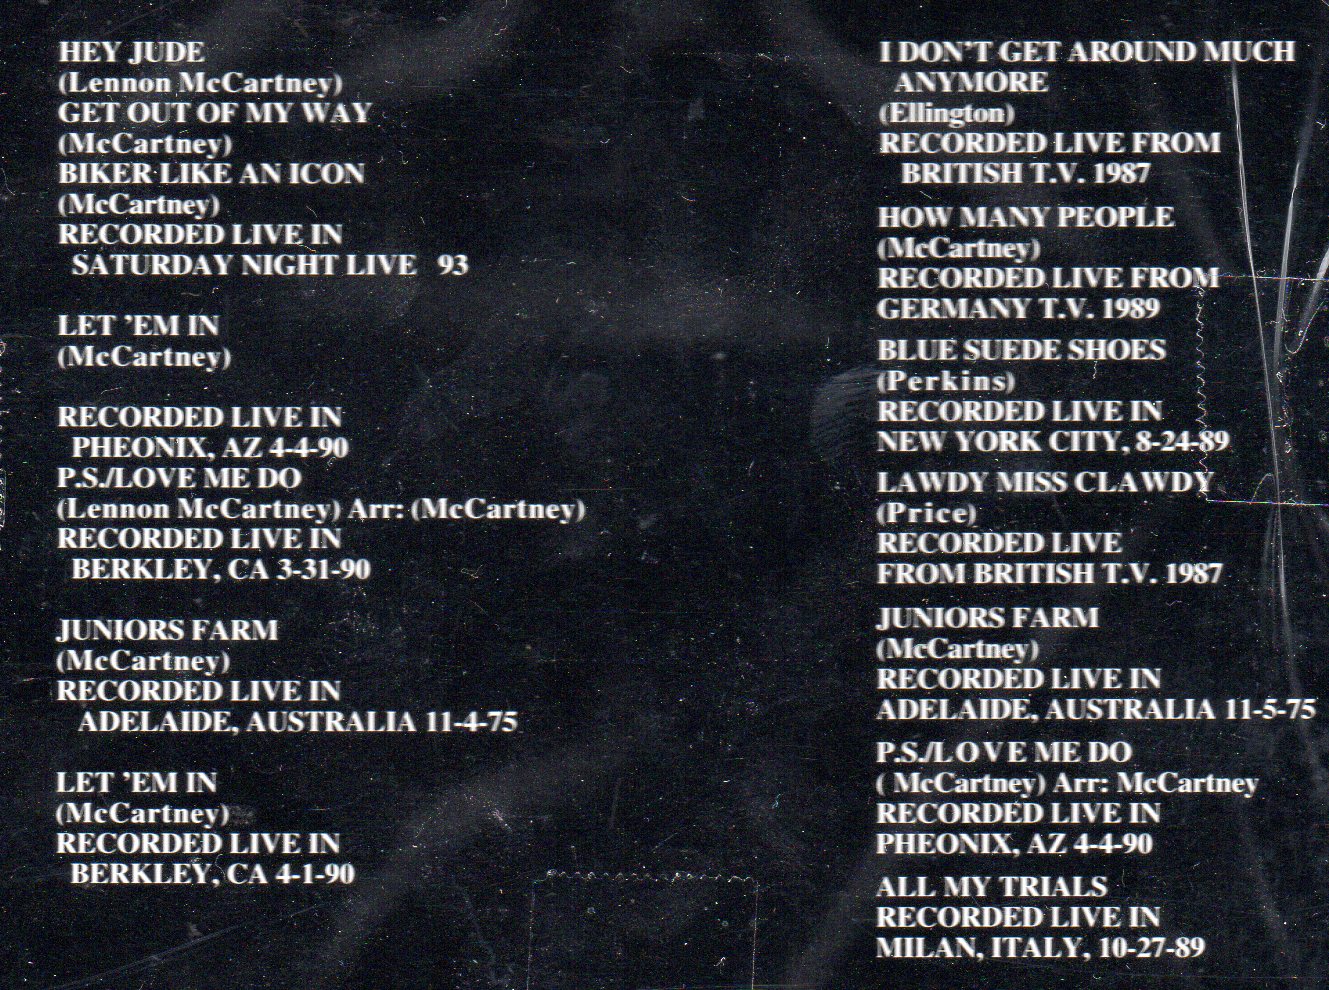 HEY JUDE
(Lennon McCartney)
GET OUT OF MY WAY
(McCartney)
BIKER LIKE AN ICON
(McCartney)
RECORDED LIVE IN
SATURDAY NIGHT LIVE 93
LET 'EM IN
(McCartney)
RECORDED LIVE IN
PHEONIX, AZ 4-4-90
P.S./LOVE ME DO
(Lennon McCartney) Arr: (McCartney)
RECORDED LIVE IN
BERKLEY, CA 3-31-90
JUNIORS FARM
(McCartney)
RECORDED LIVE IN
ADELAIDE, AUSTRALIA 11-4-75
LET 'EM IN
(McCartney)
RECORDED LIVE IN
BERKLEY, CA 4-1-90
I DON'T GET AROUND MUCH
ANYMORE
(Ellington)
RECORDED LIVE FROM
BRITISH T.V. 1987
HOW MANY PEOPLE
(McCartney)
RECORDED LIVE FROM
GERMANY T.V. 1989
BLUE SUEDE SHOES
(Perkins)
RECORDED LIVE IN
NEW YORK CITY, 8-24-89
LAWDY MISS CLAWDY
(Price)
RECORDED LIVE
FROM BRITISH T.V. 1987
JUNIORS FARM
(McCartney)
RECORDED LIVE IN
ADELAIDE, AUSTRALIA 11-5-75
P.S./LOVE ME DO
( McCartney) Arr: McCartney
RECORDED LIVE IN
PHEONIX, AZ 4-4-90
ALL MY TRIALS
RECORDED LIVE IN
MILAN, ITALY, 10-27-89